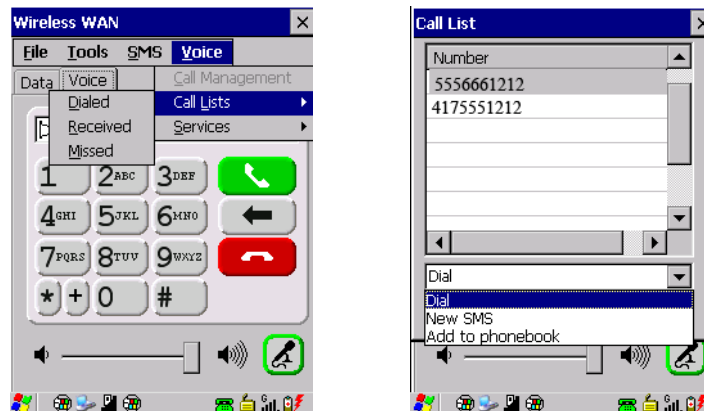 Wireless WAN
File Tools SMS Voice
Data Voice
Call Management
Dialed
Call Lists
Received
Services
Missed
1 2ABC 3DEF
4GHI 5JKL 6MNO
7PQRS 8TUV 9WXYZ
* + 0 #
G
Call List
Number
5556661212
4175551212
Dial
Dial
New SMS
Add to phonebook
G